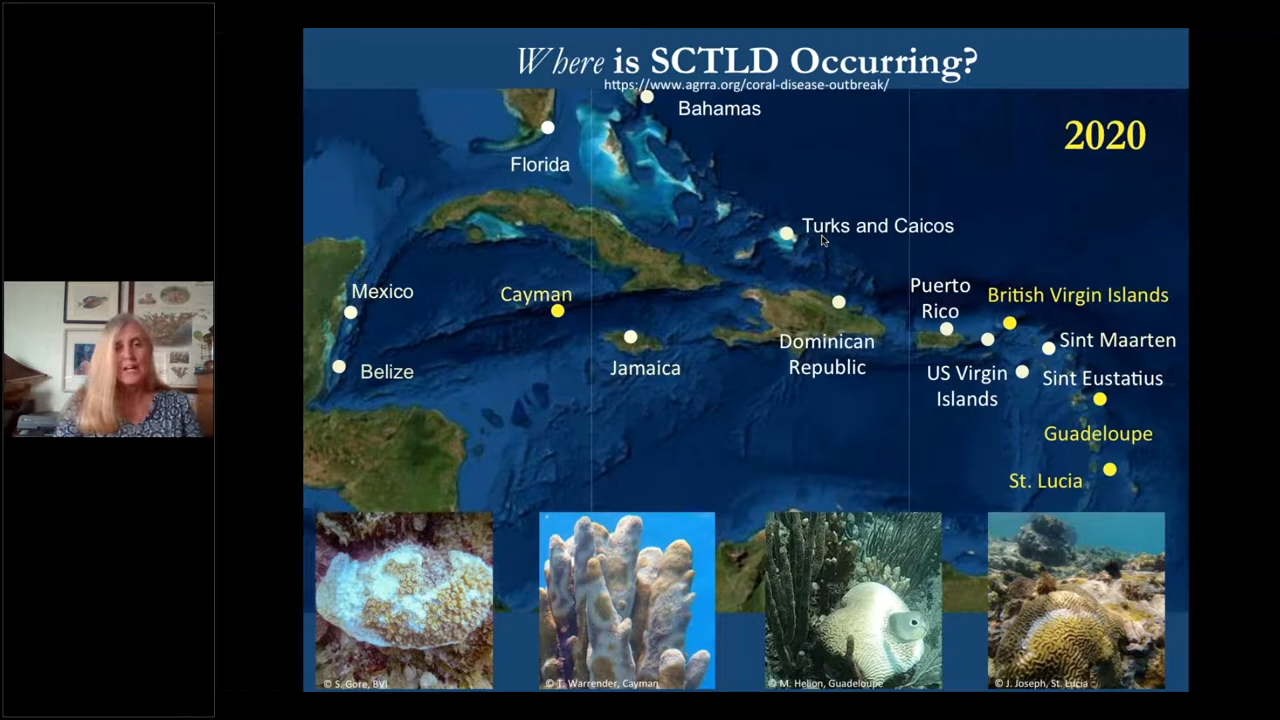 Where is SCTLD Occurring?
https://www.agrra.org/coral-disease-outbreak/
Bahamas
2020
Florida
Turks and Caicos
Mexico
Cayman
Puerto
Rico
British Virgin Islands
Sint Maarten
Dominican
Republic
Jamaica
Belize
US Virgin
Islands
Sint Eustatius
Guadeloupe
St. Lucia
© S. Gore, BVI
© T. Warrender, Cayman
© M. Helion, Guadeloupe
© J. Joseph, St. Lucia